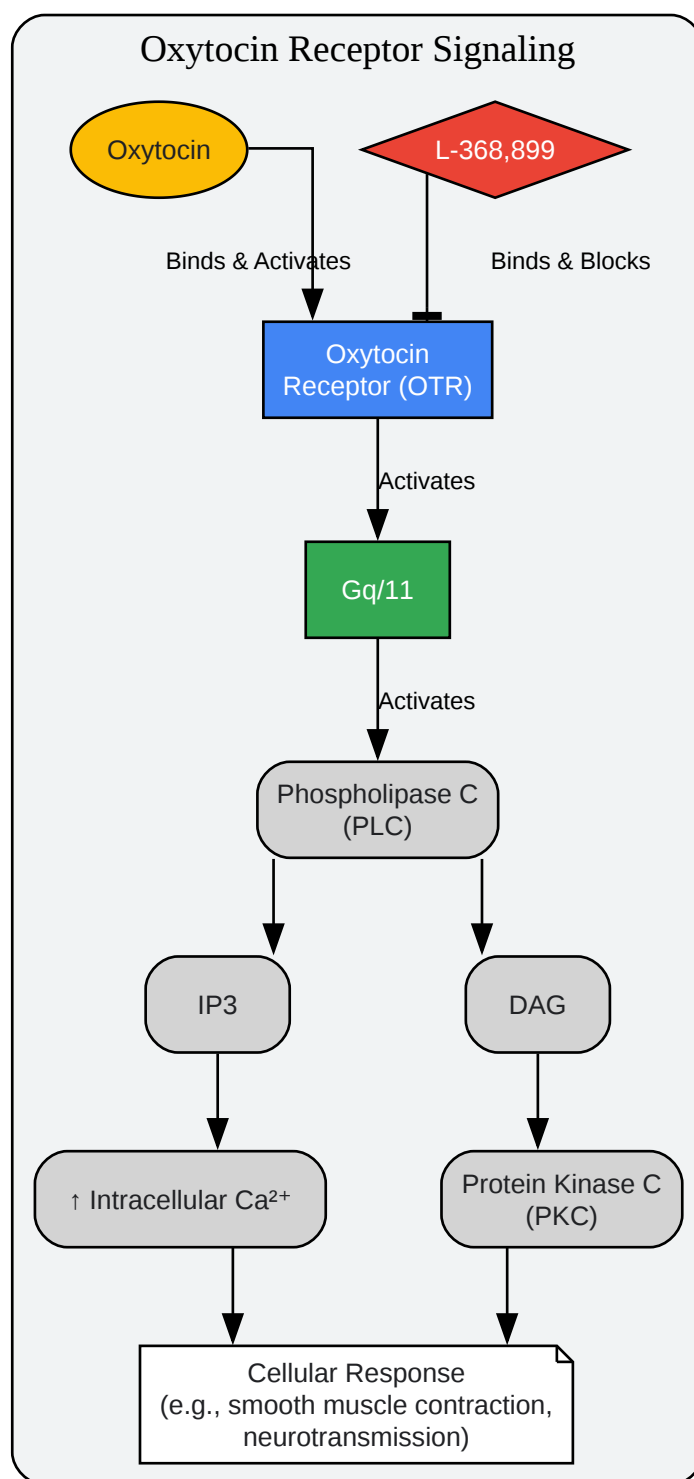 Oxytocin Receptor Signaling
Oxytocin
L-368,899
Binds & Activates
Binds & Blocks
Oxytocin
Receptor (OTR)
Activates
Gq/11
Activates
Phospholipase C
(PLC)
IP3
DAG
↑ Intracellular Ca²⁺
Protein Kinase C
(PKC)
Cellular Response
(e.g., smooth muscle contraction,
neurotransmission)